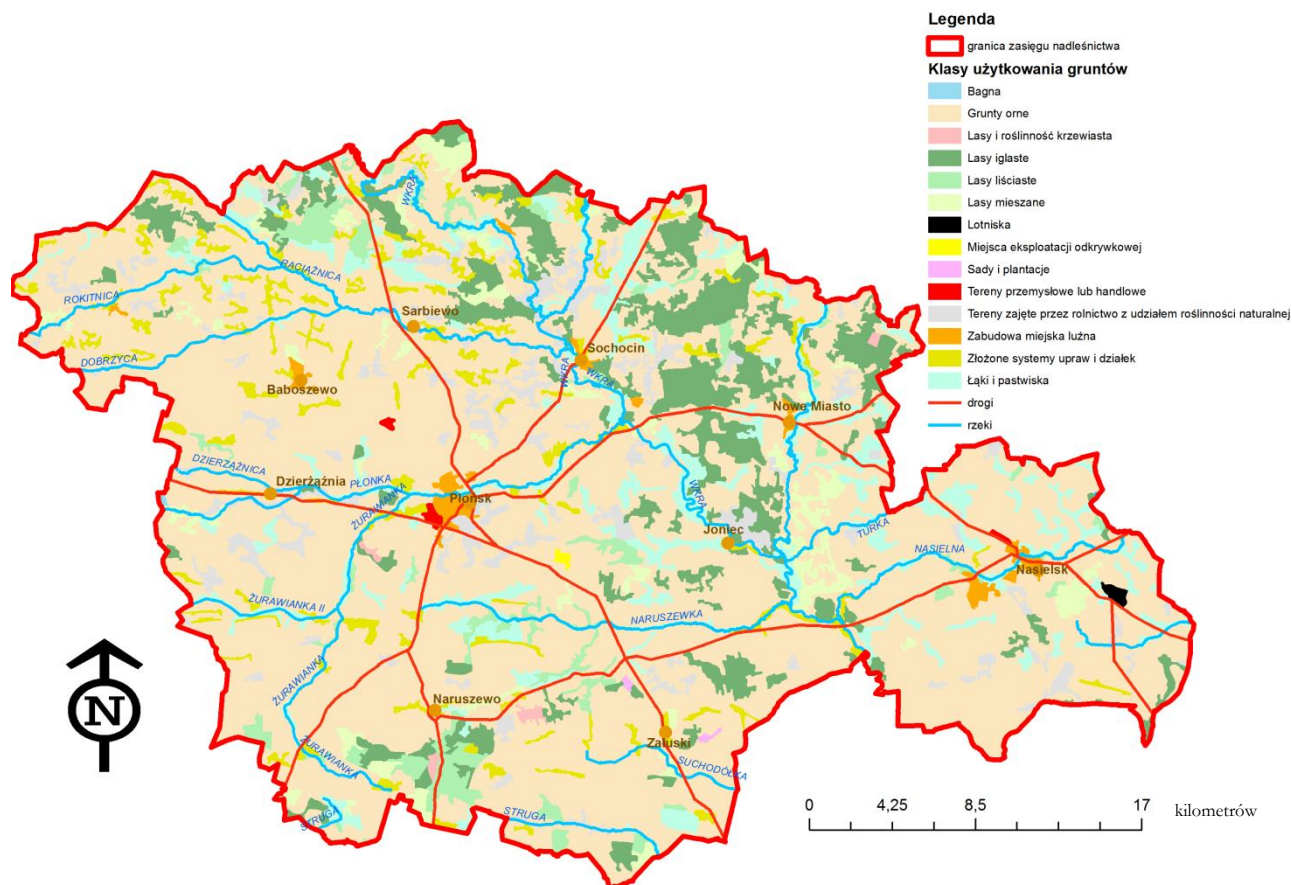 Legenda
granica zasięgu nadleśnictwa
Klasy użytkowania gruntów
Bagna
Grunty orne
Lasy i roślinność krzewiasta
Lasy iglaste
Lasy liściaste
Lasy mieszane
Lotniska
Miejsca eksploatacji odkrywkowej
Sady i plantacje
Tereny przemysłowe lub handlowe
Tereny zajęte przez rolnictwo z udziałem roślinności naturalnej
Zabudowa miejska luźna
Złożone systemy upraw i działek
Łąki i pastwiska
drogi
rzeki
WKRA
RACIĄŻNICA
ROKITNICA
Sarbiewo
DOBRZYCA
Sochocin
WKRA
WKRA
Baboszewo
Nowe Miasto
DZIERZĄŻNICA
Dzierżaźnia
PŁONKA
ŻURAWIANKA
Płońsk
WKRA
Joniec
TURKA
NASIELNA
Nasielsk
ŻURAWIANKA II
NARUSZEWKA
ŻURAWIANKA
Naruszewo
Załuski
ŻURAWIANKA
SUCHODÓŁKA
STRUGA
STRUGA
N
0 4,25 8,5 17 kilometrów